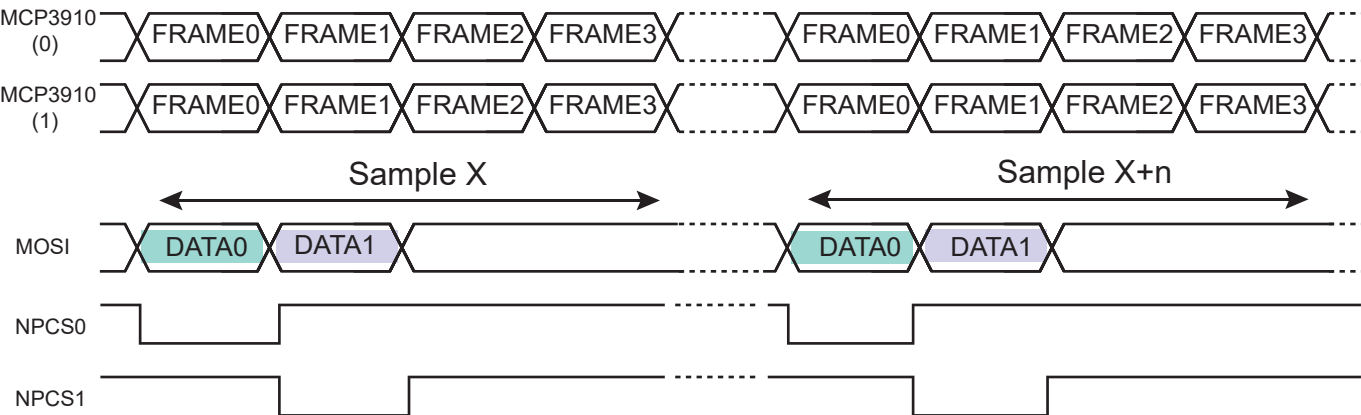 MCP3910
(0)
FRAME0 FRAME1 FRAME2 FRAME3 FRAME0 FRAME1 FRAME2 FRAME3
MCP3910
(1)
FRAME0 FRAME1 FRAME2 FRAME3 FRAME0 FRAME1 FRAME2 FRAME3
Sample X Sample X+n
MOSI DATA0 DATA1 DATA0 DATA1
NPCS0
NPCS1